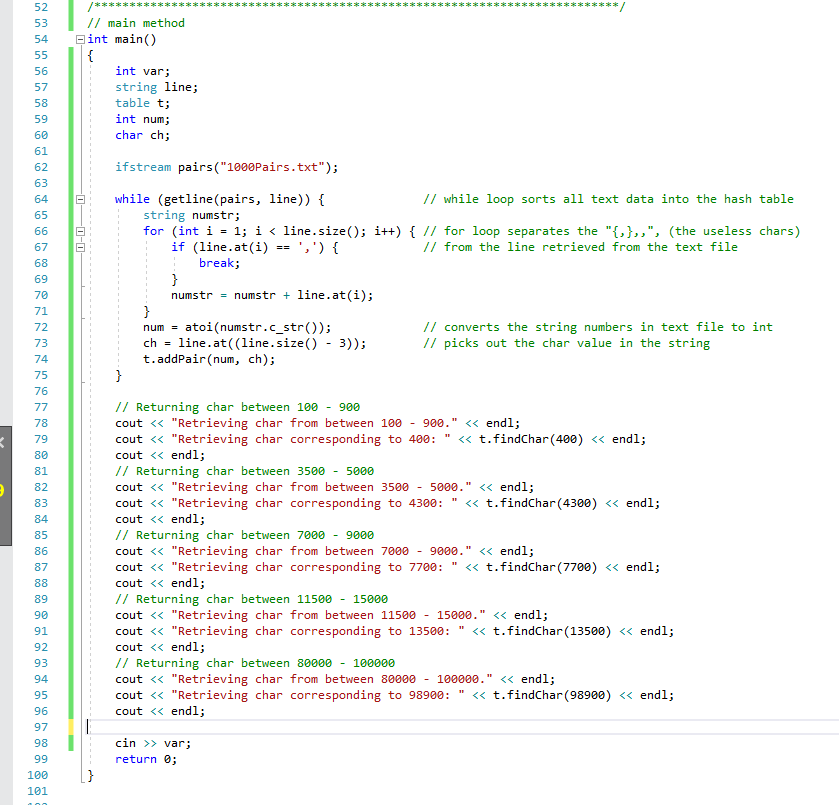 52 /***************************************************************************/
53 // main method
54 int main()
55 {
56 int var;
57 string line;
58 table t;
59 int num;
60 char ch;
61
62 ifstream pairs("1000Pairs.txt");
63
64 while (getline(pairs, line)) { // while loop sorts all text data into the hash table
65 string numstr;
66 for (int i = 1; i < line.size(); i++) { // for loop separates the "{,},,", (the useless chars)
67 if (line.at(i) == ',') { // from the line retrieved from the text file
68 break;
69 }
70 numstr = numstr + line.at(i);
71 }
72 num = atoi(numstr.c_str()); // converts the string numbers in text file to int
73 ch = line.at((line.size() - 3)); // picks out the char value in the string
74 t.addPair(num, ch);
75 }
76
77 // Returning char between 100 - 900
78 cout << "Retrieving char from between 100 - 900." << endl;
79 cout << "Retrieving char corresponding to 400: " << t.findChar(400) << endl;
80 cout << endl;
81 // Returning char between 3500 - 5000
82 cout << "Retrieving char from between 3500 - 5000." << endl;
83 cout << "Retrieving char corresponding to 4300: " << t.findChar(4300) << endl;
84 cout << endl;
85 // Returning char between 7000 - 9000
86 cout << "Retrieving char from between 7000 - 9000." << endl;
87 cout << "Retrieving char corresponding to 7700: " << t.findChar(7700) << endl;
88 cout << endl;
89 // Returning char between 11500 - 15000
90 cout << "Retrieving char from between 11500 - 15000." << endl;
91 cout << "Retrieving char corresponding to 13500: " << t.findChar(13500) << endl;
92 cout << endl;
93 // Returning char between 80000 - 100000
94 cout << "Retrieving char from between 80000 - 100000." << endl;
95 cout << "Retrieving char corresponding to 98900: " << t.findChar(98900) << endl;
96 cout << endl;
97
98 cin >> var;
99 return 0;
100 }
101